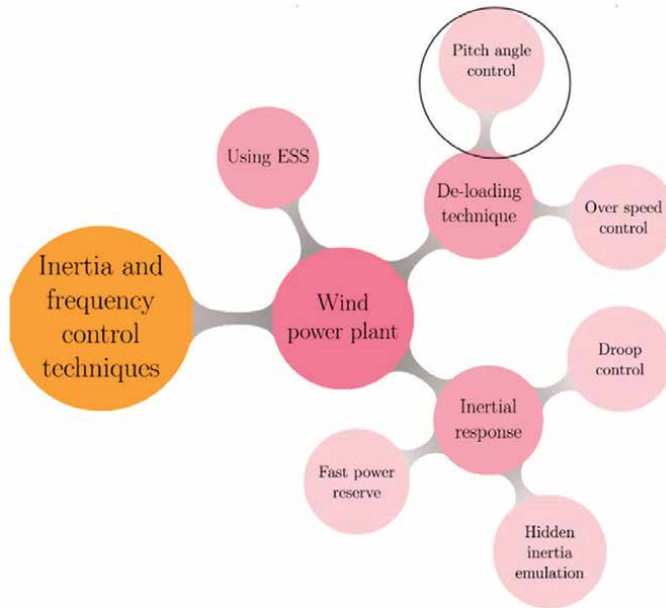 Pitch angle
control
Using ESS
De-loading
technique
Over speed
control
Inertia and
frequency
control
techniques
Wind
power plant
Droop
control
Inertial
response
Fast power
reserve
Hidden
inertia
emulation